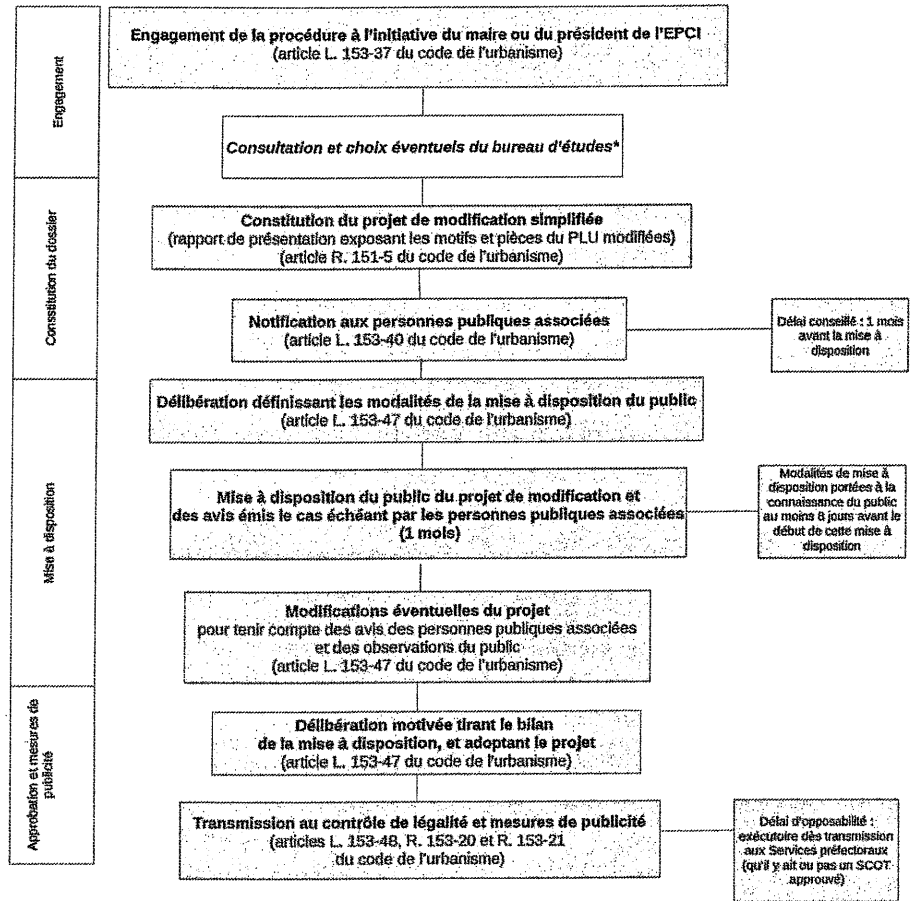 Engagement
Engagement de la procédure à l'initiative du maire ou du président de l'EPCI
(article L. 153-37 du code de l'urbanisme)
Consultation et choix éventuels du bureau d'études*
Consstitution du dossier
Constitution du projet de modification simplifiée
(rapport de présentation exposant les motifs et pièces du PLU modifiées)
(article R. 151-5 du code de l'urbanisme)
Notification aux personnes publiques associées
(article L. 153-40 du code de l'urbanisme)
Délai conseillé : 1 mois
avant la mise à
disposition
Mise à disposition
Délibération définissant les modalités de la mise à disposition du public
(article L. 153-47 du code de l'urbanisme)
Mise à disposition du public du projet de modification et
des avis émis le cas échéant par les personnes publiques associées
(1 mois)
Modalités de mise à
disposition portées à la
connaissance du public
au moins 8 jours avant le
début de cette mise à
disposition
Modifications éventuelles du projet
pour tenir compte des avis des personnes publiques associées
et des observations du public
(article L. 153-47 du code de l'urbanisme)
Approbation et mesures de
publicité
Délibération motivée tirant le bilan
de la mise à disposition, et adoptant le projet
(article L. 153-47 du code de l'urbanisme)
Transmission au contrôle de légalité et mesures de publicité
(articles L. 153-48, R. 153-20 et R. 153-21
du code de l'urbanisme)
Délai d'opposabilité :
exécutoire dès transmission
aux Services préfectoraux
(qu'il y ait ou pas un SCOT
approuvé)